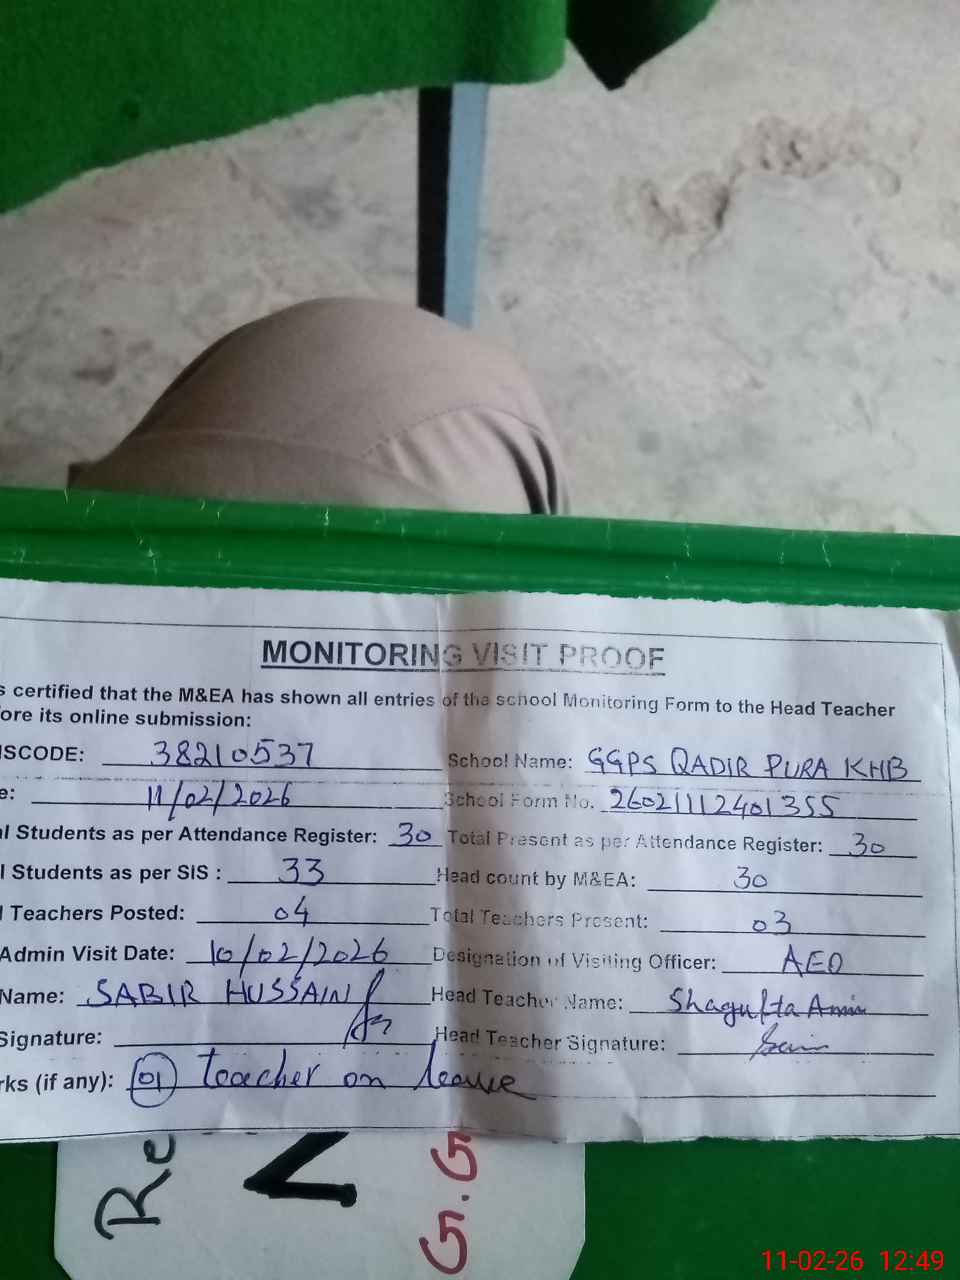 MONITORING VISIT PROOF
s certified that the M&EA has shown all entries of the school Monitoring Form to the Head Teacher
ore its online submission:
ISCODE: 38210537 School Name: GGPS QADIR PURA KHB
e: 11/02/2026 School Form No. 26021112401355
al Students as per Attendance Register: 30 Total Present as per Attendance Register: 30
l Students as per SIS : 33 Head count by M&EA: 30
l Teachers Posted: 04 Total Teachers Present: 03
Admin Visit Date: 10/02/2026 Designation of Visiting Officer: AEO
Name: SABIR HUSSAIN Head Teacher Name: Shagufta Amin
Signature: Head Teacher Signature:
rks (if any): 01 teacher on leave
Re
N
G.G
11-02-26 12:49